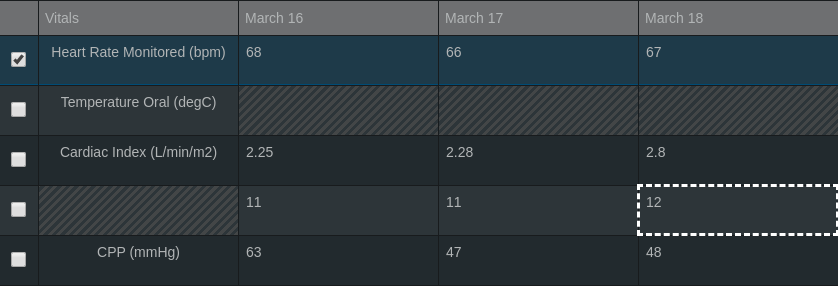 Vitals March 16 March 17 March 18
Heart Rate Monitored (bpm) 68 66 67
Temperature Oral (degC)
Cardiac Index (L/min/m2) 2.25 2.28 2.8
11 11 12
CPP (mmHg) 63 47 48